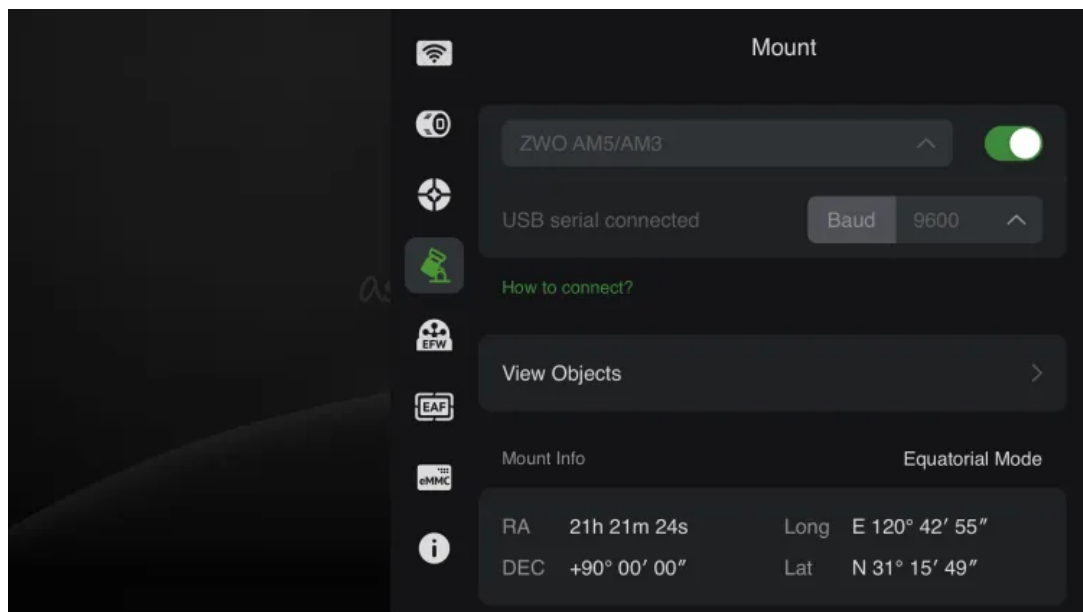 Mount
ZWO AM5/AM3
USB serial connected Baud 9600
How to connect?
EFW
View Objects
EAF
Mount Info Equatorial Mode
eMMC
RA 21h 21m 24s Long E 120° 42′ 55″
DEC +90° 00′ 00″ Lat N 31° 15′ 49″